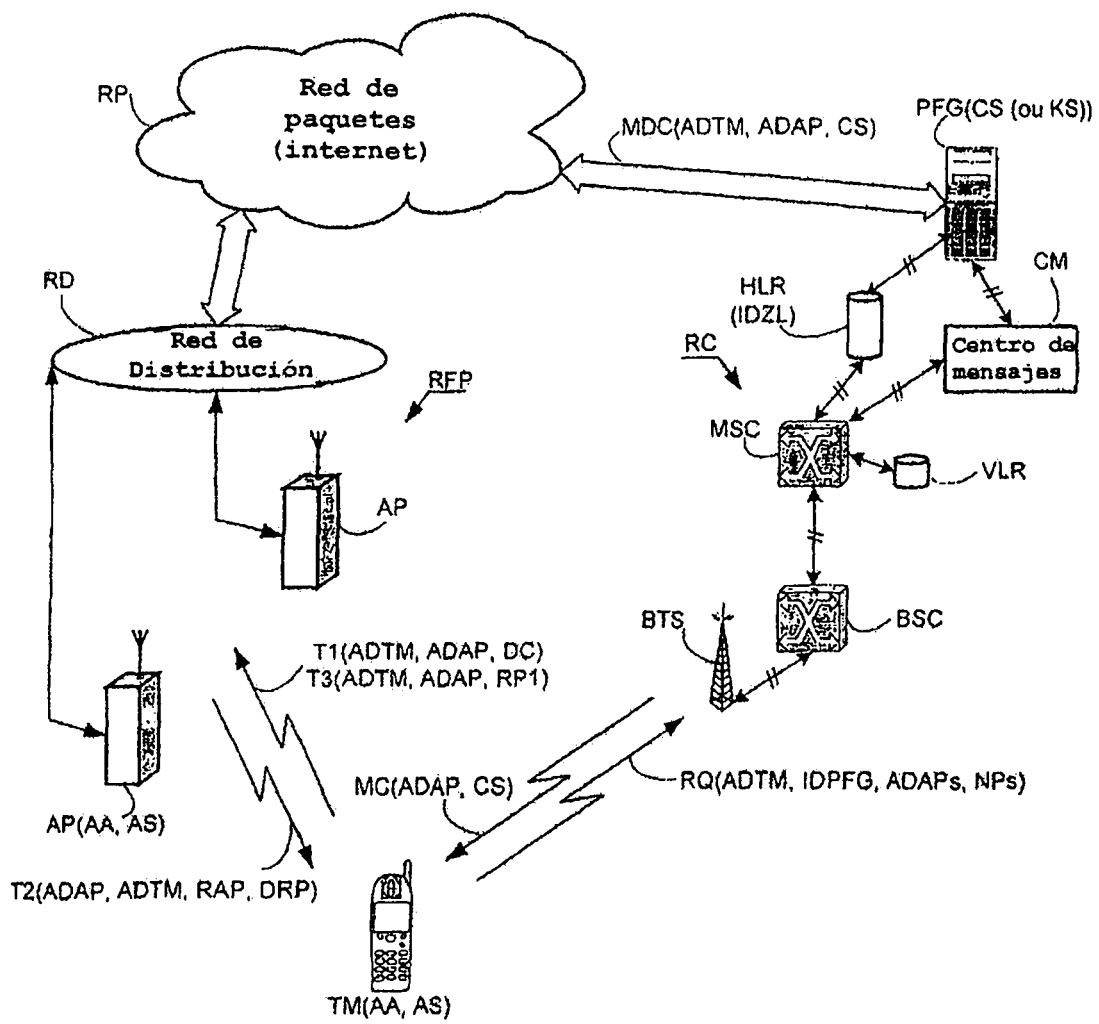 Red de
paquetes
(internet)
RP
MDC(ADTM, ADAP, CS)
PFG(CS (ou KS))
RD
Red de
Distribución
RFP
HLR
(IDZL)
CM
RC
Centro de
mensajes
MSC
VLR
AP
BTS
BSC
T1(ADTM, ADAP, DC)
T3(ADTM, ADAP, RP1)
MC(ADAP, CS)
RQ(ADTM, IDPFG, ADAPs, NPs)
AP(AA, AS)
T2(ADAP, ADTM, RAP, DRP)
TM(AA, AS)